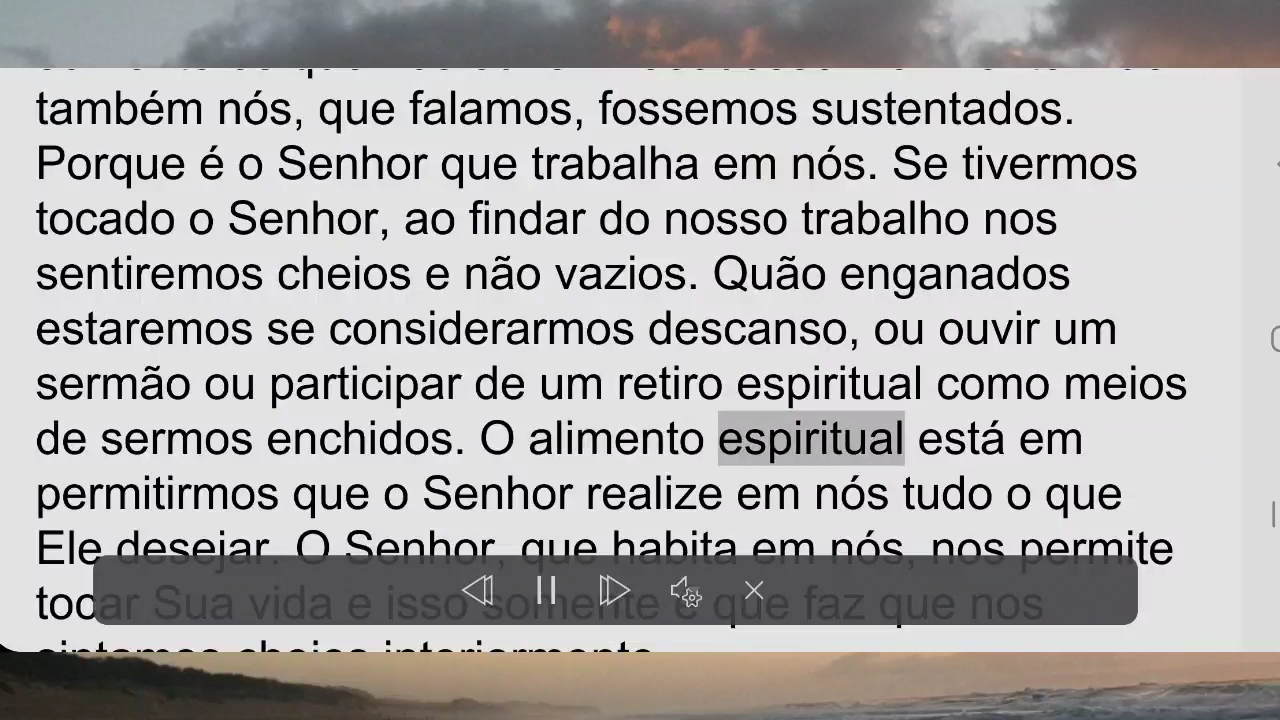 também nós, que falamos, fossemos sustentados.
Porque é o Senhor que trabalha em nós. Se tivermos
tocado o Senhor, ao findar do nosso trabalho nos
sentiremos cheios e não vazios. Quão enganados
estaremos se considerarmos descanso, ou ouvir um
sermão ou participar de um retiro espiritual como meios
de sermos enchidos. O alimento espiritual está em
permitirmos que o Senhor realize em nós tudo o que
Ele desejar. O Senhor, que habita em nós, nos permite
tocar Sua vida e isso somente é que faz que nos
sintamos cheios interiormente.